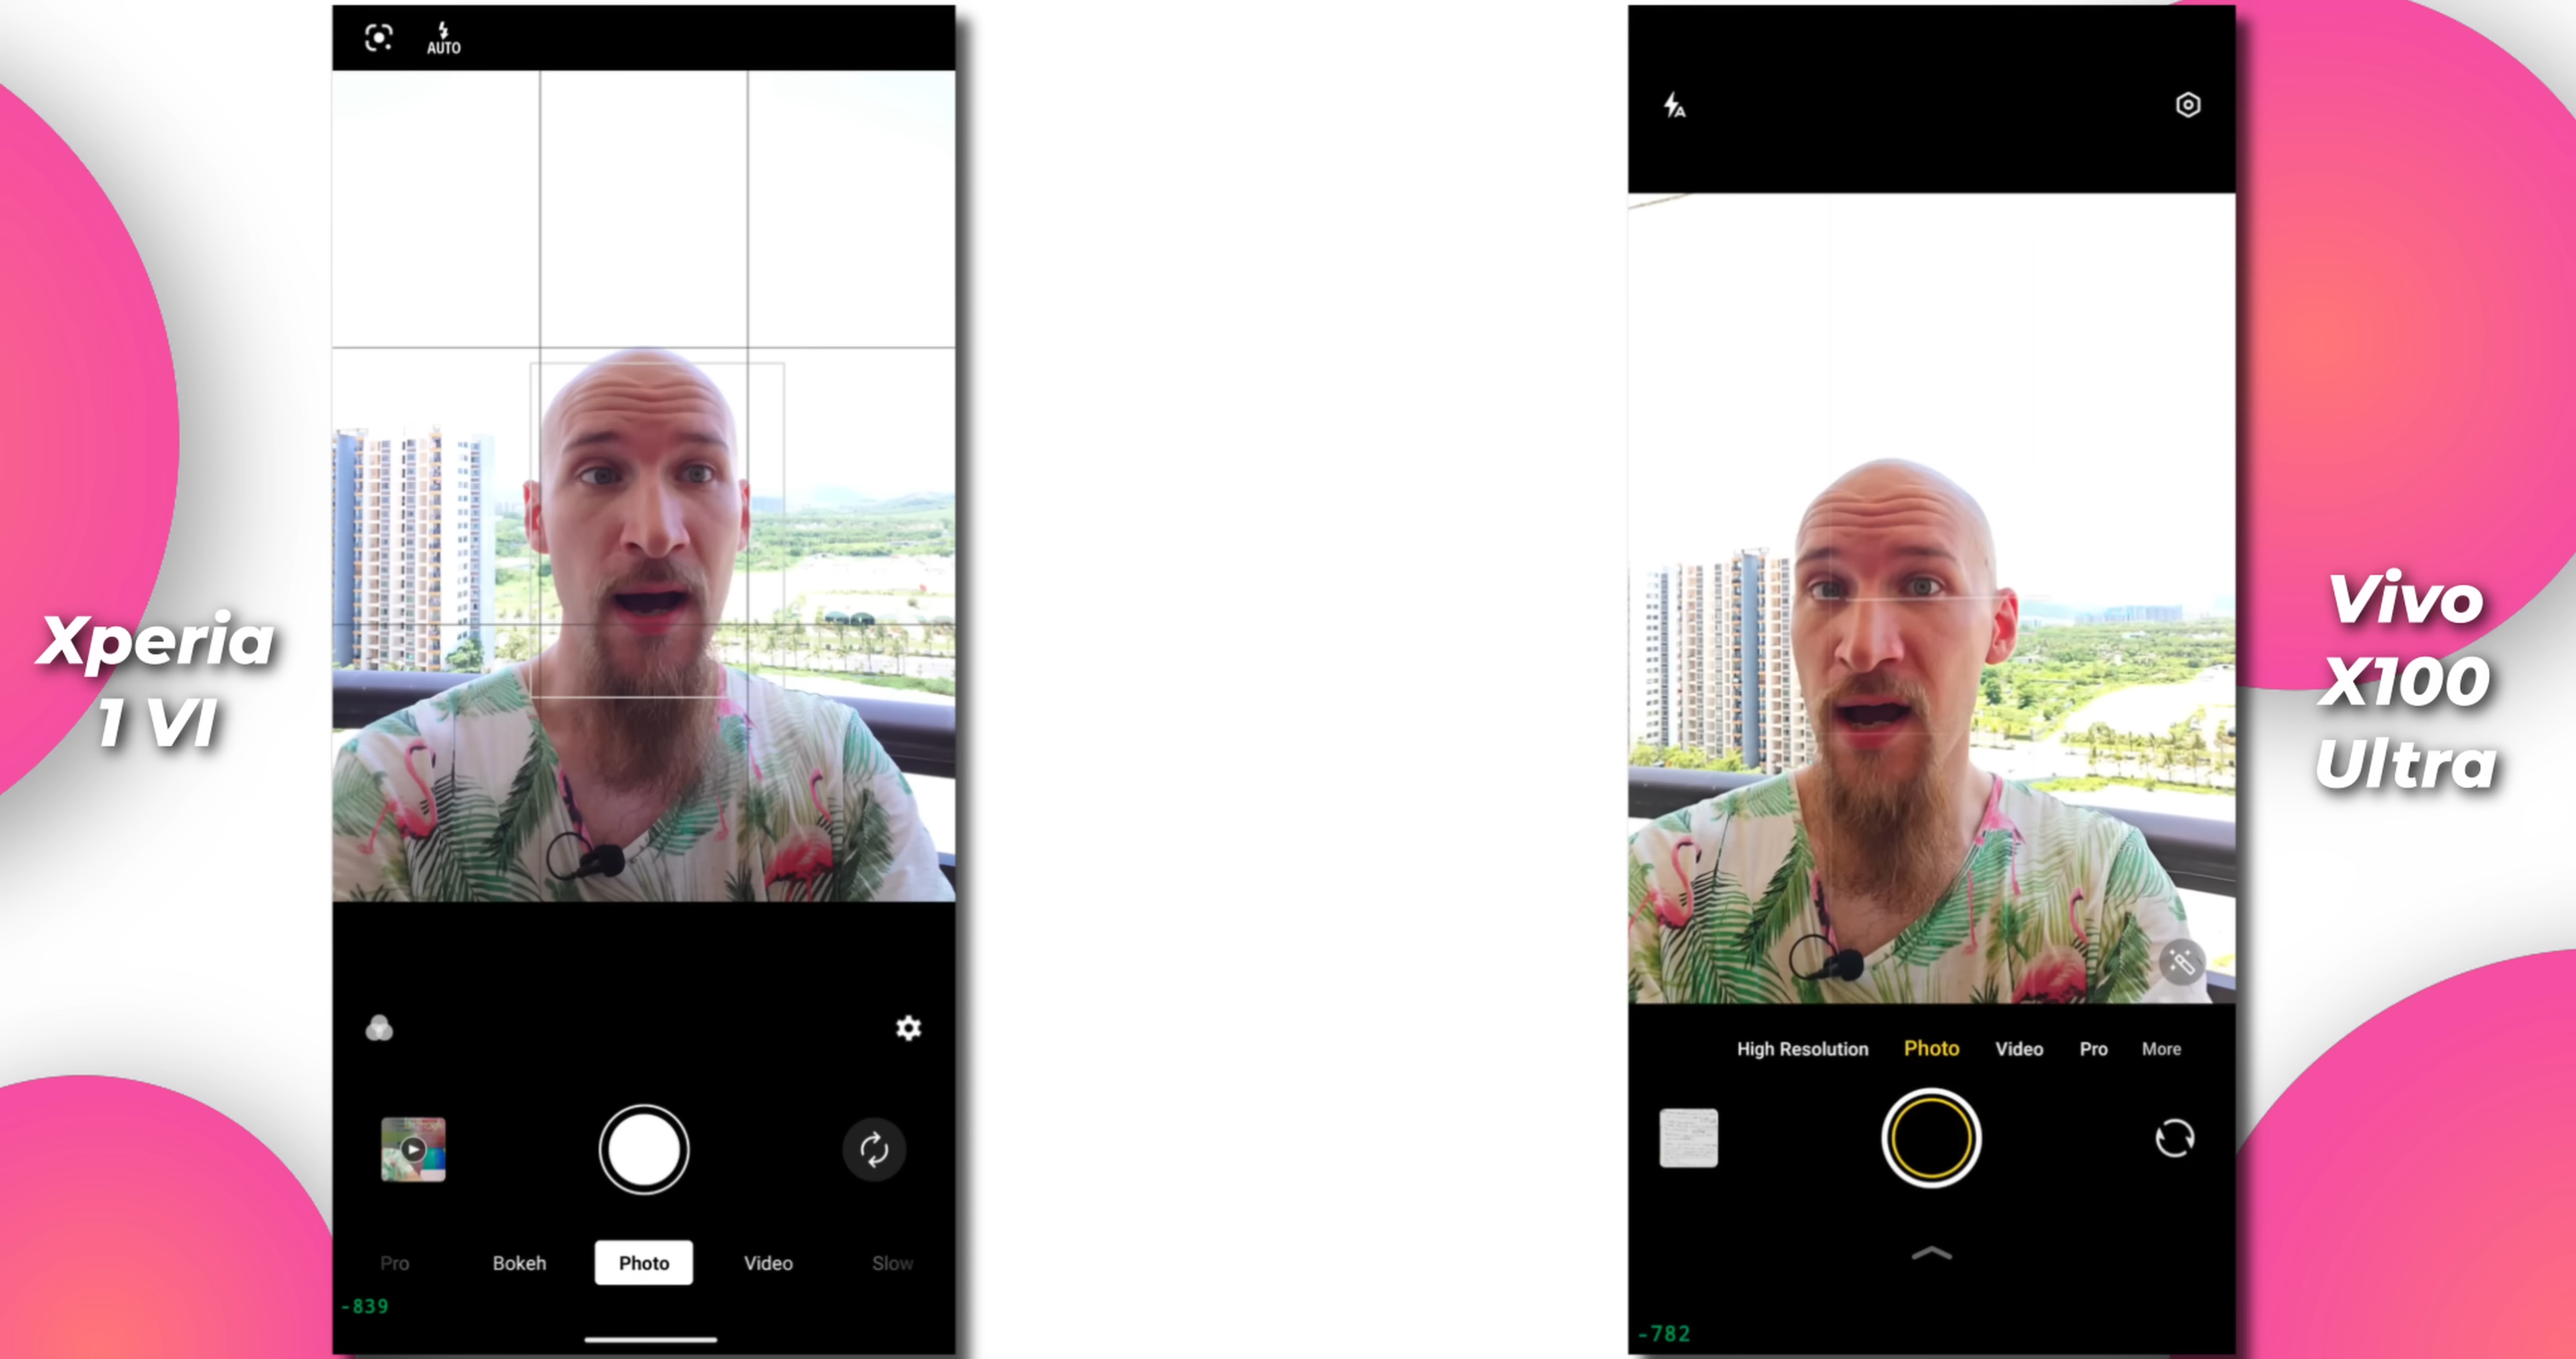 Xperia
1 VI
AUTO
Pro
Bokeh
Photo
Video
Slow
-839
A
High Resolution
Photo
Video
Pro
More
-782
Vivo
X100
Ultra